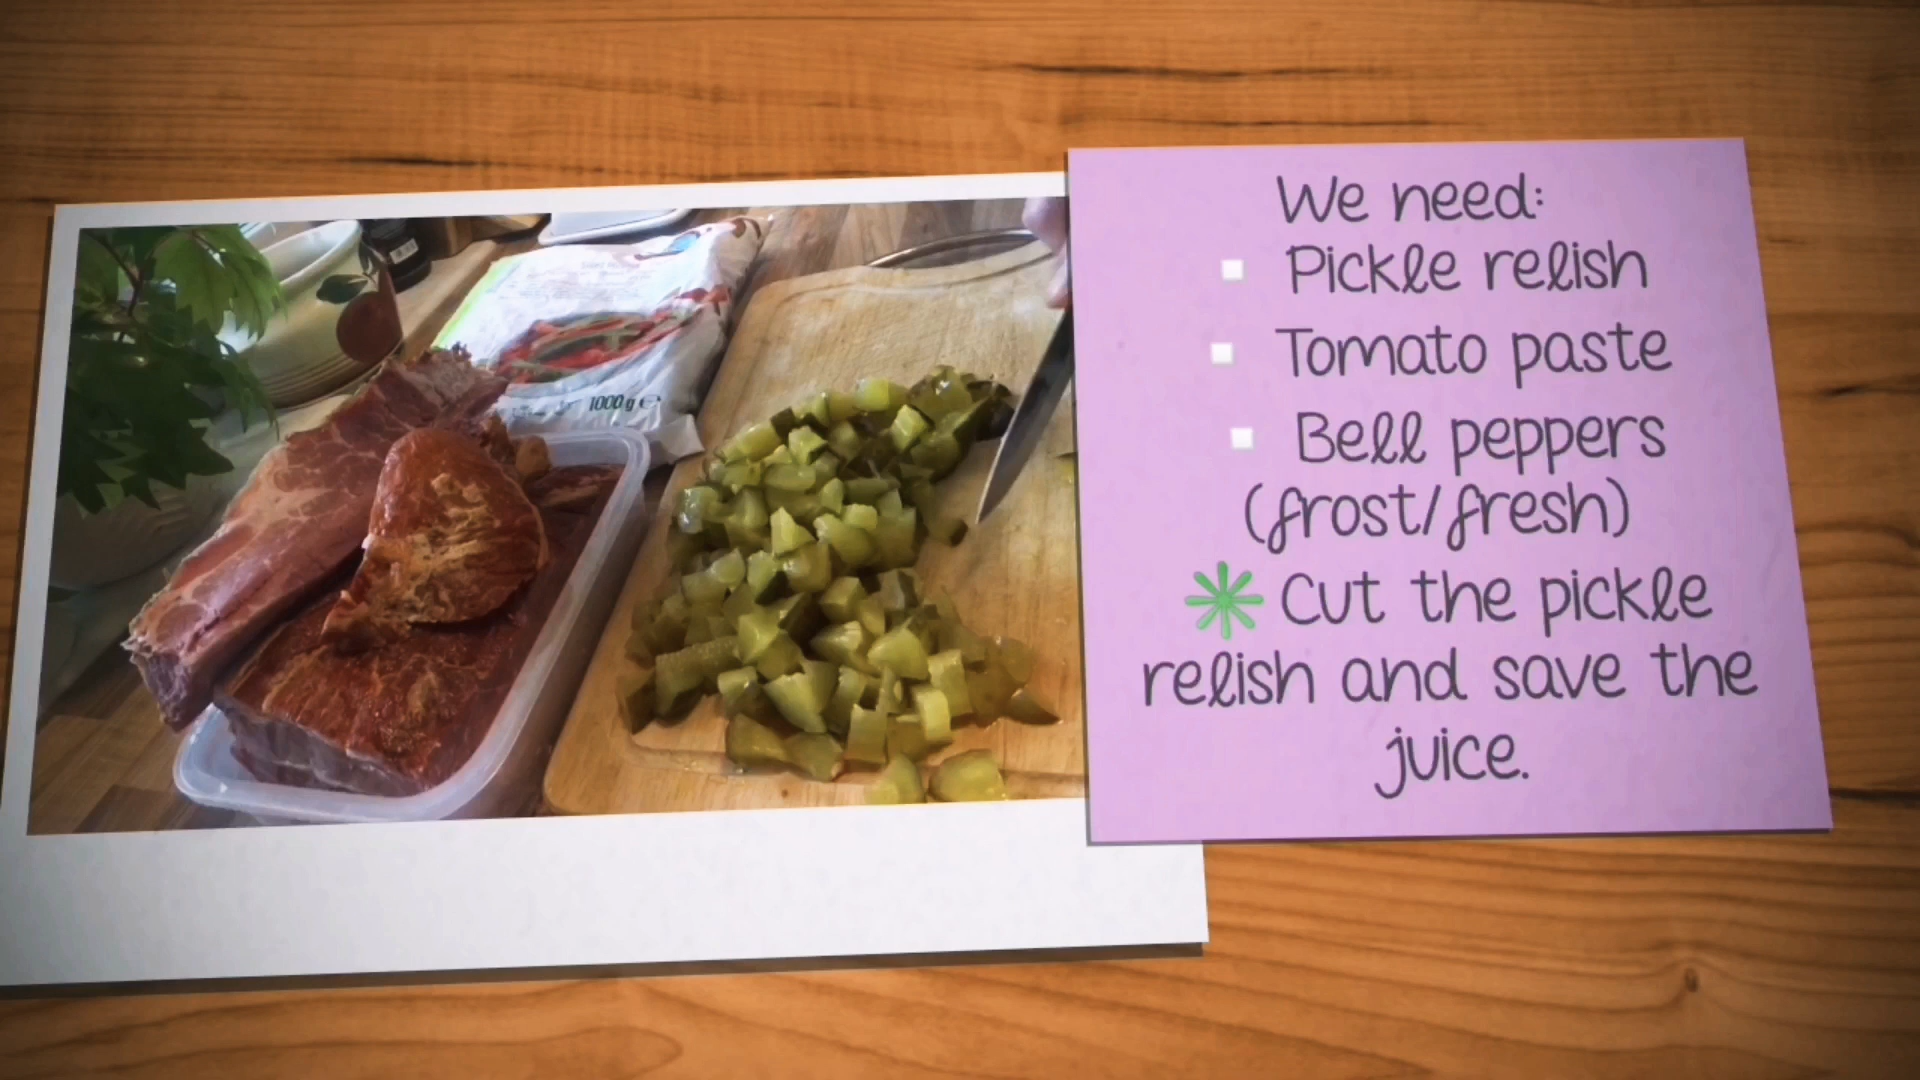 We need:
▫️ Pickle relish
▫️ Tomato paste
▫️ Bell peppers
(frost/fresh)
✳ Cut the pickle
relish and save the
juice.
1000 g ℮